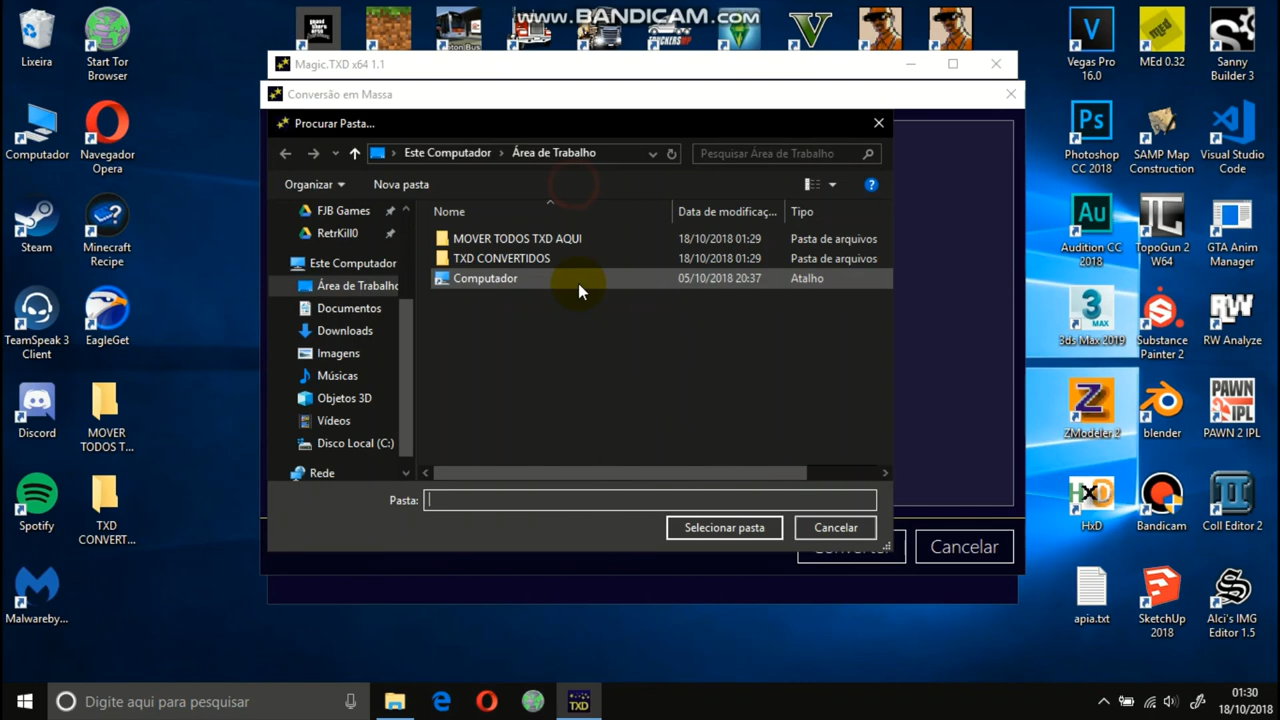 www.BANDICAM.com
Lixeira
Start Tor
Browser
Computador
Navegador
Opera
Steam
Minecraft
Recipe
TeamSpeak 3
Client
EagleGet
Discord
MOVER
TODOS T...
Spotify
TXD
CONVERT...
Malwareby...
Magic.TXD x64 1.1
Conversão em Massa
Procurar Pasta...
Este Computador
Área de Trabalho
Pesquisar Área de Trabalho
Organizar
Nova pasta
FJB Games
RetrKill0
Este Computador
Área de Trabalho
Documentos
Downloads
Imagens
Músicas
Objetos 3D
Vídeos
Disco Local (C:)
Rede
Nome
Data de modificaç...
Tipo
MOVER TODOS TXD AQUI
18/10/2018 01:29
Pasta de arquivos
TXD CONVERTIDOS
18/10/2018 01:29
Pasta de arquivos
Computador
05/10/2018 20:37
Atalho
Pasta:
Selecionar pasta
Cancelar
Cancelar
Vegas Pro
16.0
MEd 0.32
Sanny
Builder 3
Photoshop
CC 2018
SAMP Map
Construction
Visual Studio
Code
Audition CC
2018
TopoGun 2
W64
GTA Anim
Manager
3ds Max 2019
Substance
Painter 2
RW Analyze
ZModeler 2
blender
PAWN 2 IPL
HxD
Bandicam
Coll Editor 2
apia.txt
SketchUp
2018
Alci's IMG
Editor 1.5
Digite aqui para pesquisar
TXD
01:30
18/10/2018